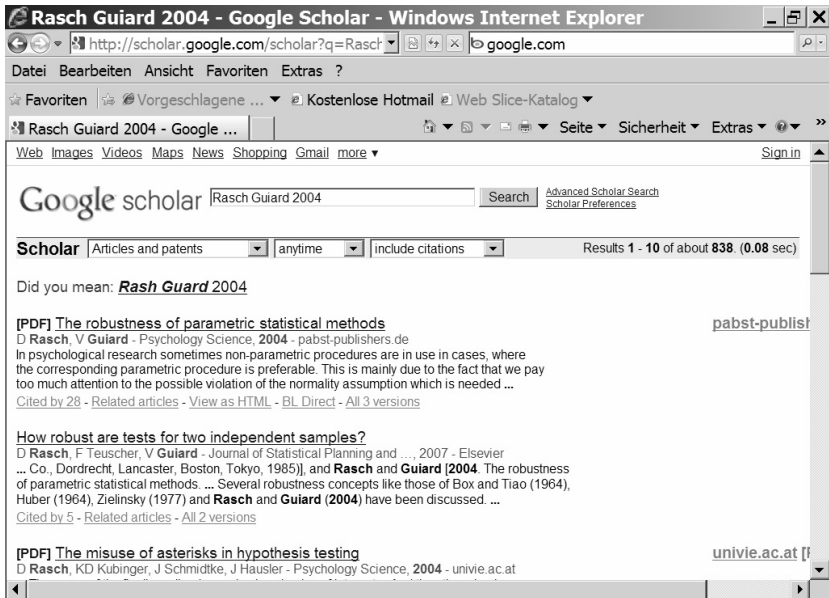 Rasch Guiard 2004 - Google Scholar - Windows Internet Explorer
http://scholar.google.com/scholar?q=Rasch google.com
Datei Bearbeiten Ansicht Favoriten Extras ?
Favoriten Vorgeschlagene ... Kostenlose Hotmail Web Slice-Katalog
Rasch Guiard 2004 - Google ... Seite Sicherheit Extras »
Web Images Videos Maps News Shopping Gmail more Sign in
Google scholar Rasch Guiard 2004 Search Advanced Scholar Search
Scholar Preferences
Scholar Articles and patents anytime include citations Results 1 - 10 of about 838. (0.08 sec)
Did you mean: Rash Guard 2004
[PDF] The robustness of parametric statistical methods pabst-publish
D Rasch, V Guiard - Psychology Science, 2004 - pabst-publishers.de
In psychological research sometimes non-parametric procedures are in use in cases, where
the corresponding parametric procedure is preferable. This is mainly due to the fact that we pay
too much attention to the possible violation of the normality assumption which is needed ...
Cited by 28 - Related articles - View as HTML - BL Direct - All 3 versions
How robust are tests for two independent samples?
D Rasch, F Teuscher, V Guiard - Journal of Statistical Planning and ..., 2007 - Elsevier
... Co., Dordrecht, Lancaster, Boston, Tokyo, 1985)], and Rasch and Guiard [2004. The robustness
of parametric statistical methods. ... Several robustness concepts like those of Box and Tiao (1964),
Huber (1964), Zielinsky (1977) and Rasch and Guiard (2004) have been discussed. ...
Cited by 5 - Related articles - All 2 versions
[PDF] The misuse of asterisks in hypothesis testing univie.ac.at [
D Rasch, KD Kubinger, J Schmidtke, J Hausler - Psychology Science, 2004 - univie.ac.at